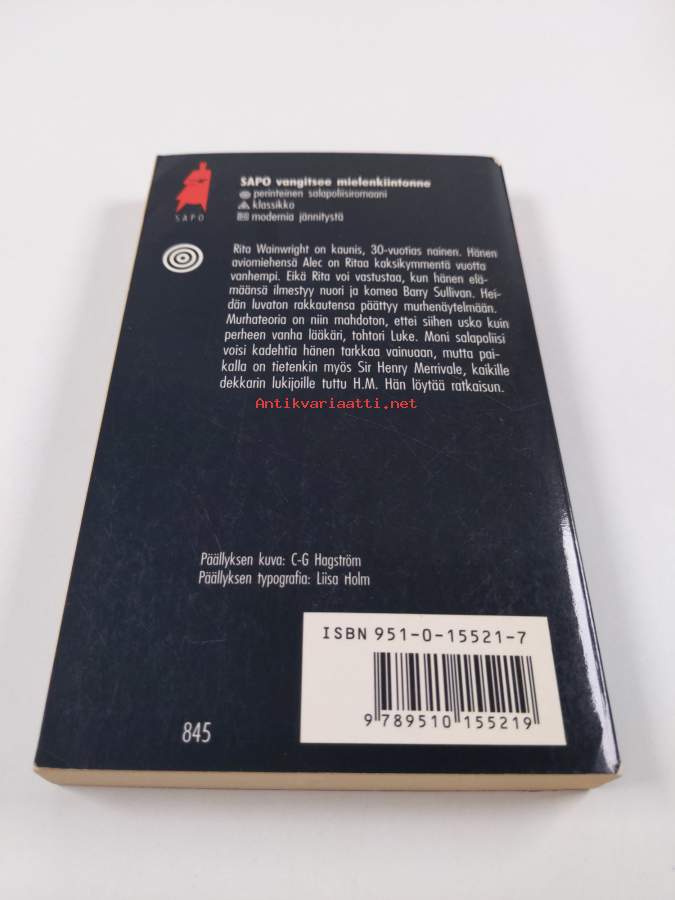 SAPO
SAPO vangitsee mielenkiintonne
perinteinen salapoliisiromaani
klassikko
modernia jännitystä
Rita Wainwright on kaunis, 30-vuotias nainen. Hänen
aviomiehensä Alec on Ritaa kaksikymmentä vuotta
vanhempi. Eikä Rita voi vastustaa, kun hänen elä-
määnsä ilmestyy nuori ja komea Barry Sullivan. Hei-
dän luvaton rakkautensa päättyy murhenäytelmään.
Murhateoria on niin mahdoton, ettei siihen usko kuin
perheen vanha lääkäri, tohtori Luke. Moni salapoliisi
voisi kadehtia hänen tarkkaa vainuaan, mutta pai-
kalla on tietenkin myös Sir Henry Merrivale, kaikille
dekkarin lukijoille tuttu H.M. Hän löytää ratkaisun.
Antikvariaatti.net
Päällyksen kuva: C-G Hagström
Päällyksen typografia: Liisa Holm
ISBN 951-0-15521-7
9 789510 155219
845